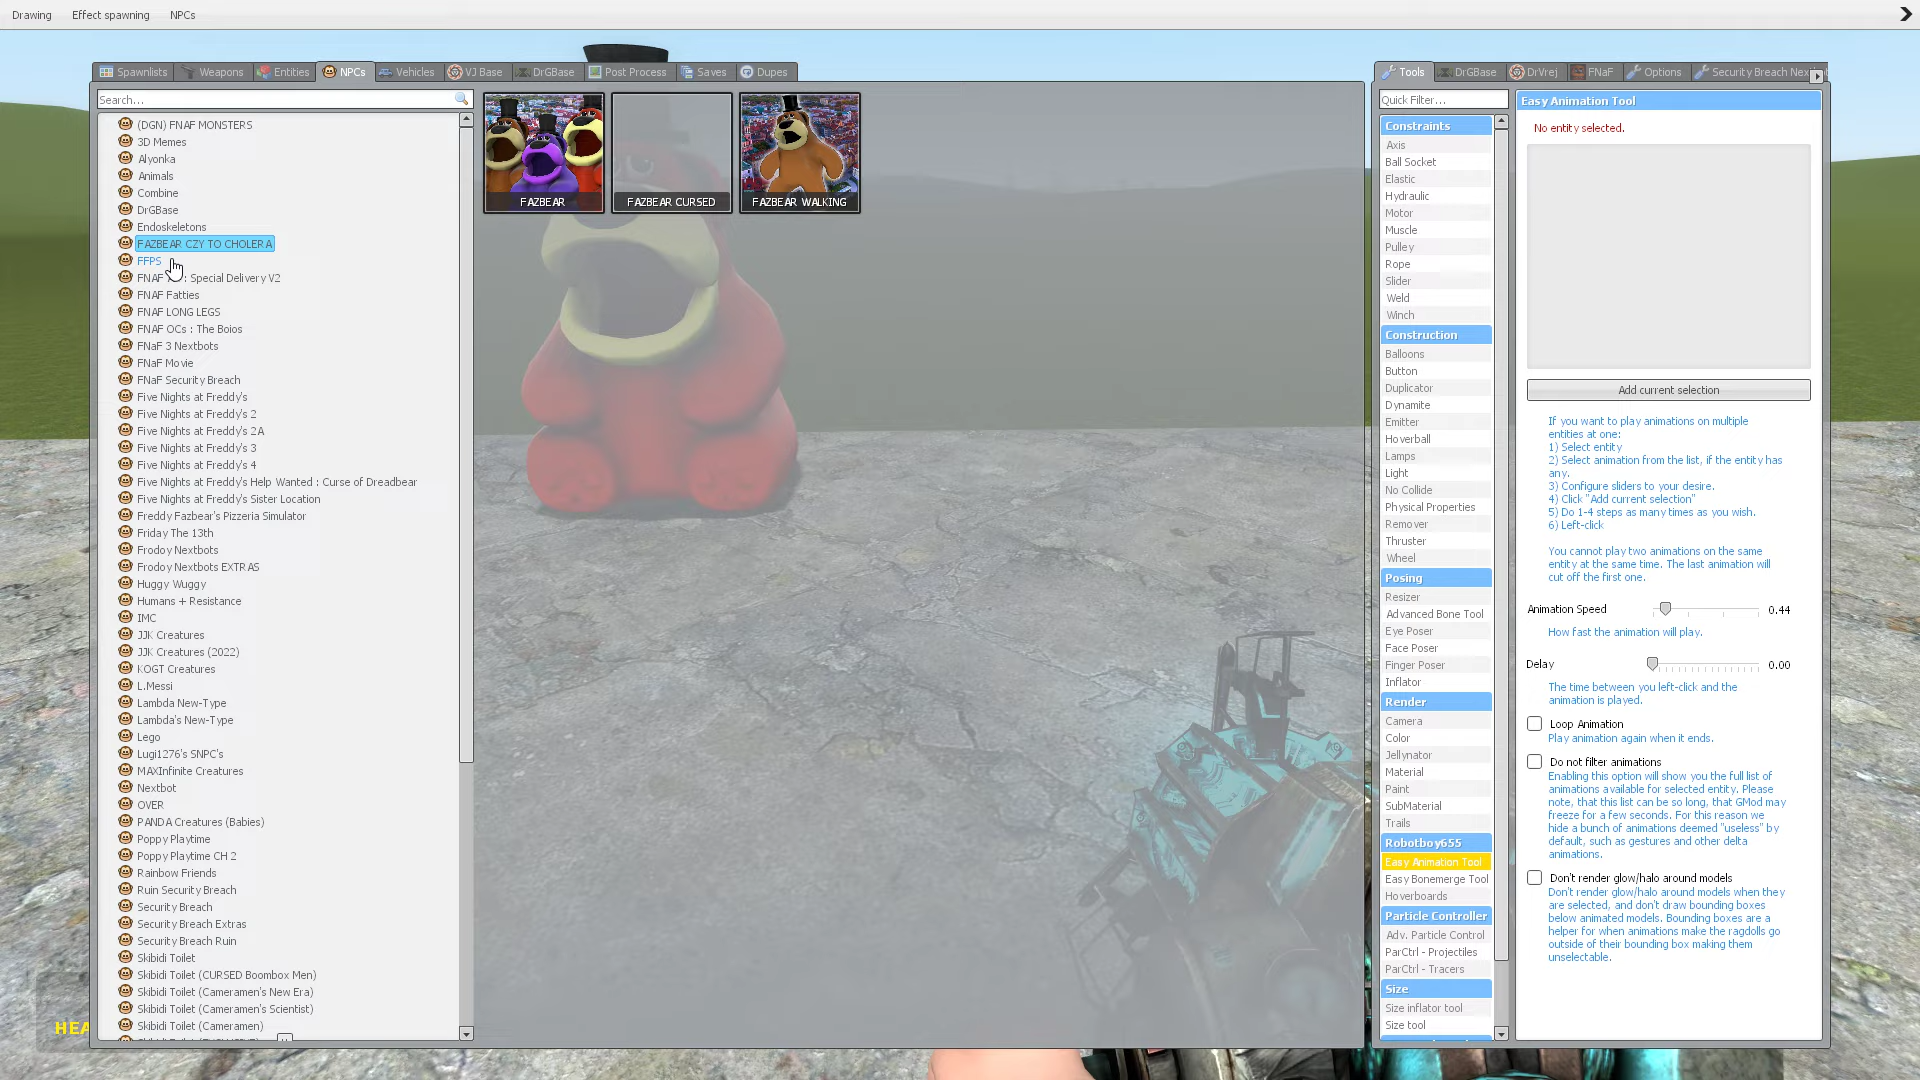 Drawing Effect spawning NPCs
Spawnlists Weapons Entities NPCs Vehicles VJ Base DrGBase Post Process Saves Dupes
Search...
(DGN) FNAF MONSTERS
3D Memes
Alyonka
Animals
Combine
DrGBase
Endoskeletons
FAZBEAR CZY TO CHOLERA
FFPS
FNAF : Special Delivery V2
FNAF Fatties
FNAF LONG LEGS
FNAF OCs : The Boios
FNaF 3 Nextbots
FNaF Movie
FNaF Security Breach
Five Nights at Freddy's
Five Nights at Freddy's 2
Five Nights at Freddy's 2A
Five Nights at Freddy's 3
Five Nights at Freddy's 4
Five Nights at Freddy's Help Wanted : Curse of Dreadbear
Five Nights at Freddy's Sister Location
Freddy Fazbear's Pizzeria Simulator
Friday The 13th
Frodoy Nextbots
Frodoy Nextbots EXTRAS
Huggy Wuggy
Humans + Resistance
IMC
JJK Creatures
JJK Creatures (2022)
KOGT Creatures
L.Messi
Lambda New-Type
Lambda's New-Type
Lego
Lugi1276's SNPC's
MAXInfinite Creatures
Nextbot
OVER
PANDA Creatures (Babies)
Poppy Playtime
Poppy Playtime CH 2
Rainbow Friends
Ruin Security Breach
Security Breach
Security Breach Extras
Security Breach Ruin
Skibidi Toilet
Skibidi Toilet (CURSED Boombox Men)
Skibidi Toilet (Cameramen's New Era)
Skibidi Toilet (Cameramen's Scientist)
Skibidi Toilet (Cameramen)
HEA
FAZBEAR
FAZBEAR CURSED
FAZBEAR WALKING
Tools DrGBase DrVrej FNaF Options Security Breach
Quick Filter...
Constraints
Axis
Ball Socket
Elastic
Hydraulic
Motor
Muscle
Pulley
Rope
Slider
Weld
Winch
Construction
Balloons
Button
Duplicator
Dynamite
Emitter
Hoverball
Lamps
Light
No Collide
Physical Properties
Remover
Thruster
Wheel
Posing
Resizer
Advanced Bone Tool
Eye Poser
Face Poser
Finger Poser
Inflator
Render
Camera
Color
Jellynator
Material
Paint
SubMaterial
Trails
Robotboy655
Easy Animation Tool
Easy Bonemerge Tool
Hoverboards
Particle Controller
Adv. Particle Control
ParCtrl - Projectiles
ParCtrl - Tracers
Size
Size inflator tool
Size tool
Easy Animation Tool
No entity selected.
Add current selection
If you want to play animations on multiple
entities at one:
1) Select entity
2) Select animation from the list, if the entity has
any.
3) Configure sliders to your desire.
4) Click "Add current selection"
5) Do 1-4 steps as many times as you wish.
6) Left-click
You cannot play two animations on the same
entity at the same time. The last animation will
cut off the first one.
Animation Speed 0.44
How fast the animation will play.
Delay 0.00
The time between you left-click and the
animation is played.
Loop Animation
Play animation again when it ends.
Do not filter animations
Enabling this option will show you the full list of
animations available for selected entity. Please
note, that this list can be so long, that GMod may
freeze for a few seconds. For this reason we
hide a bunch of animations deemed "useless" by
default, such as gestures and other delta
animations.
Don't render glow/halo around models
Don't render glow/halo around models when they
are selected, and don't draw bounding boxes
below animated models. Bounding boxes are a
helper for when animations make the ragdolls go
outside of their bounding box making them
unselectable.